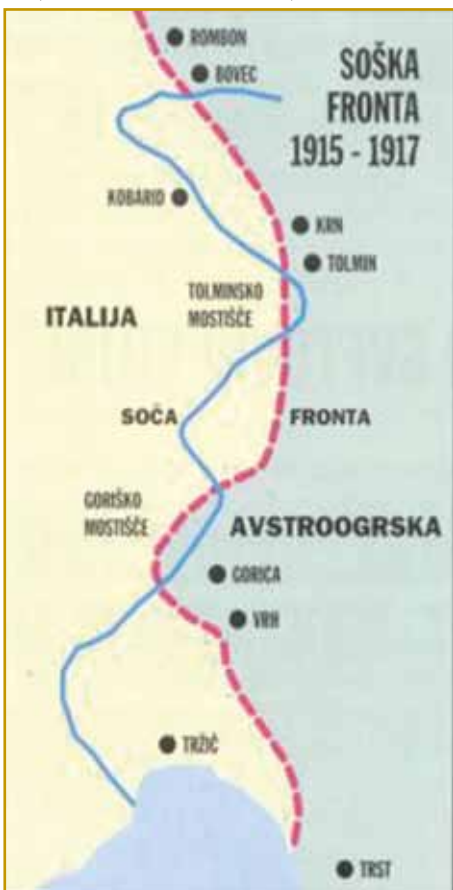 ROMBON
BOVEC
SOŠKA
FRONTA
1915 - 1917
KOBARID
KRN
TOLMIN
TOLMINSKO
MOSTIŠČE
ITALIJA
SOČA
FRONTA
GORIŠKO
MOSTIŠČE
AVSTROOGRSKA
GORICA
VRH
TRŽIČ
TRST